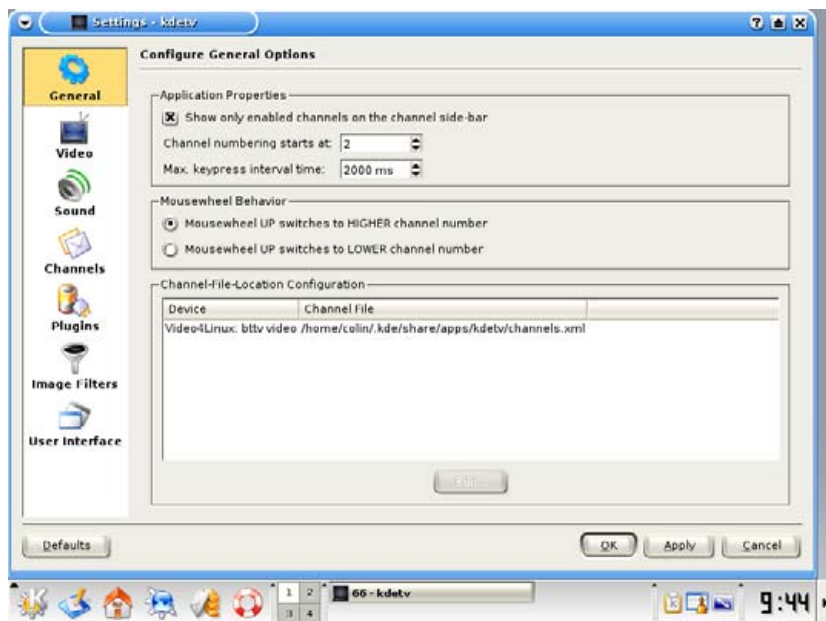 Settings - kdetv
Configure General Options
General
Video
Sound
Channels
Plugins
Image Filters
User Interface
Application Properties
Show only enabled channels on the channel side-bar
Channel numbering starts at: 2
Max. keypress interval time: 2000 ms
Mousewheel Behavior
Mousewheel UP switches to HIGHER channel number
Mousewheel UP switches to LOWER channel number
Channel-File-Location Configuration
Device Channel File
Video4Linux: bttv video /home/colin/.kde/share/apps/kdetv/channels.xml
Edit...
Defaults OK Apply Cancel
1 2 66 - kdetv 9:44
3 4